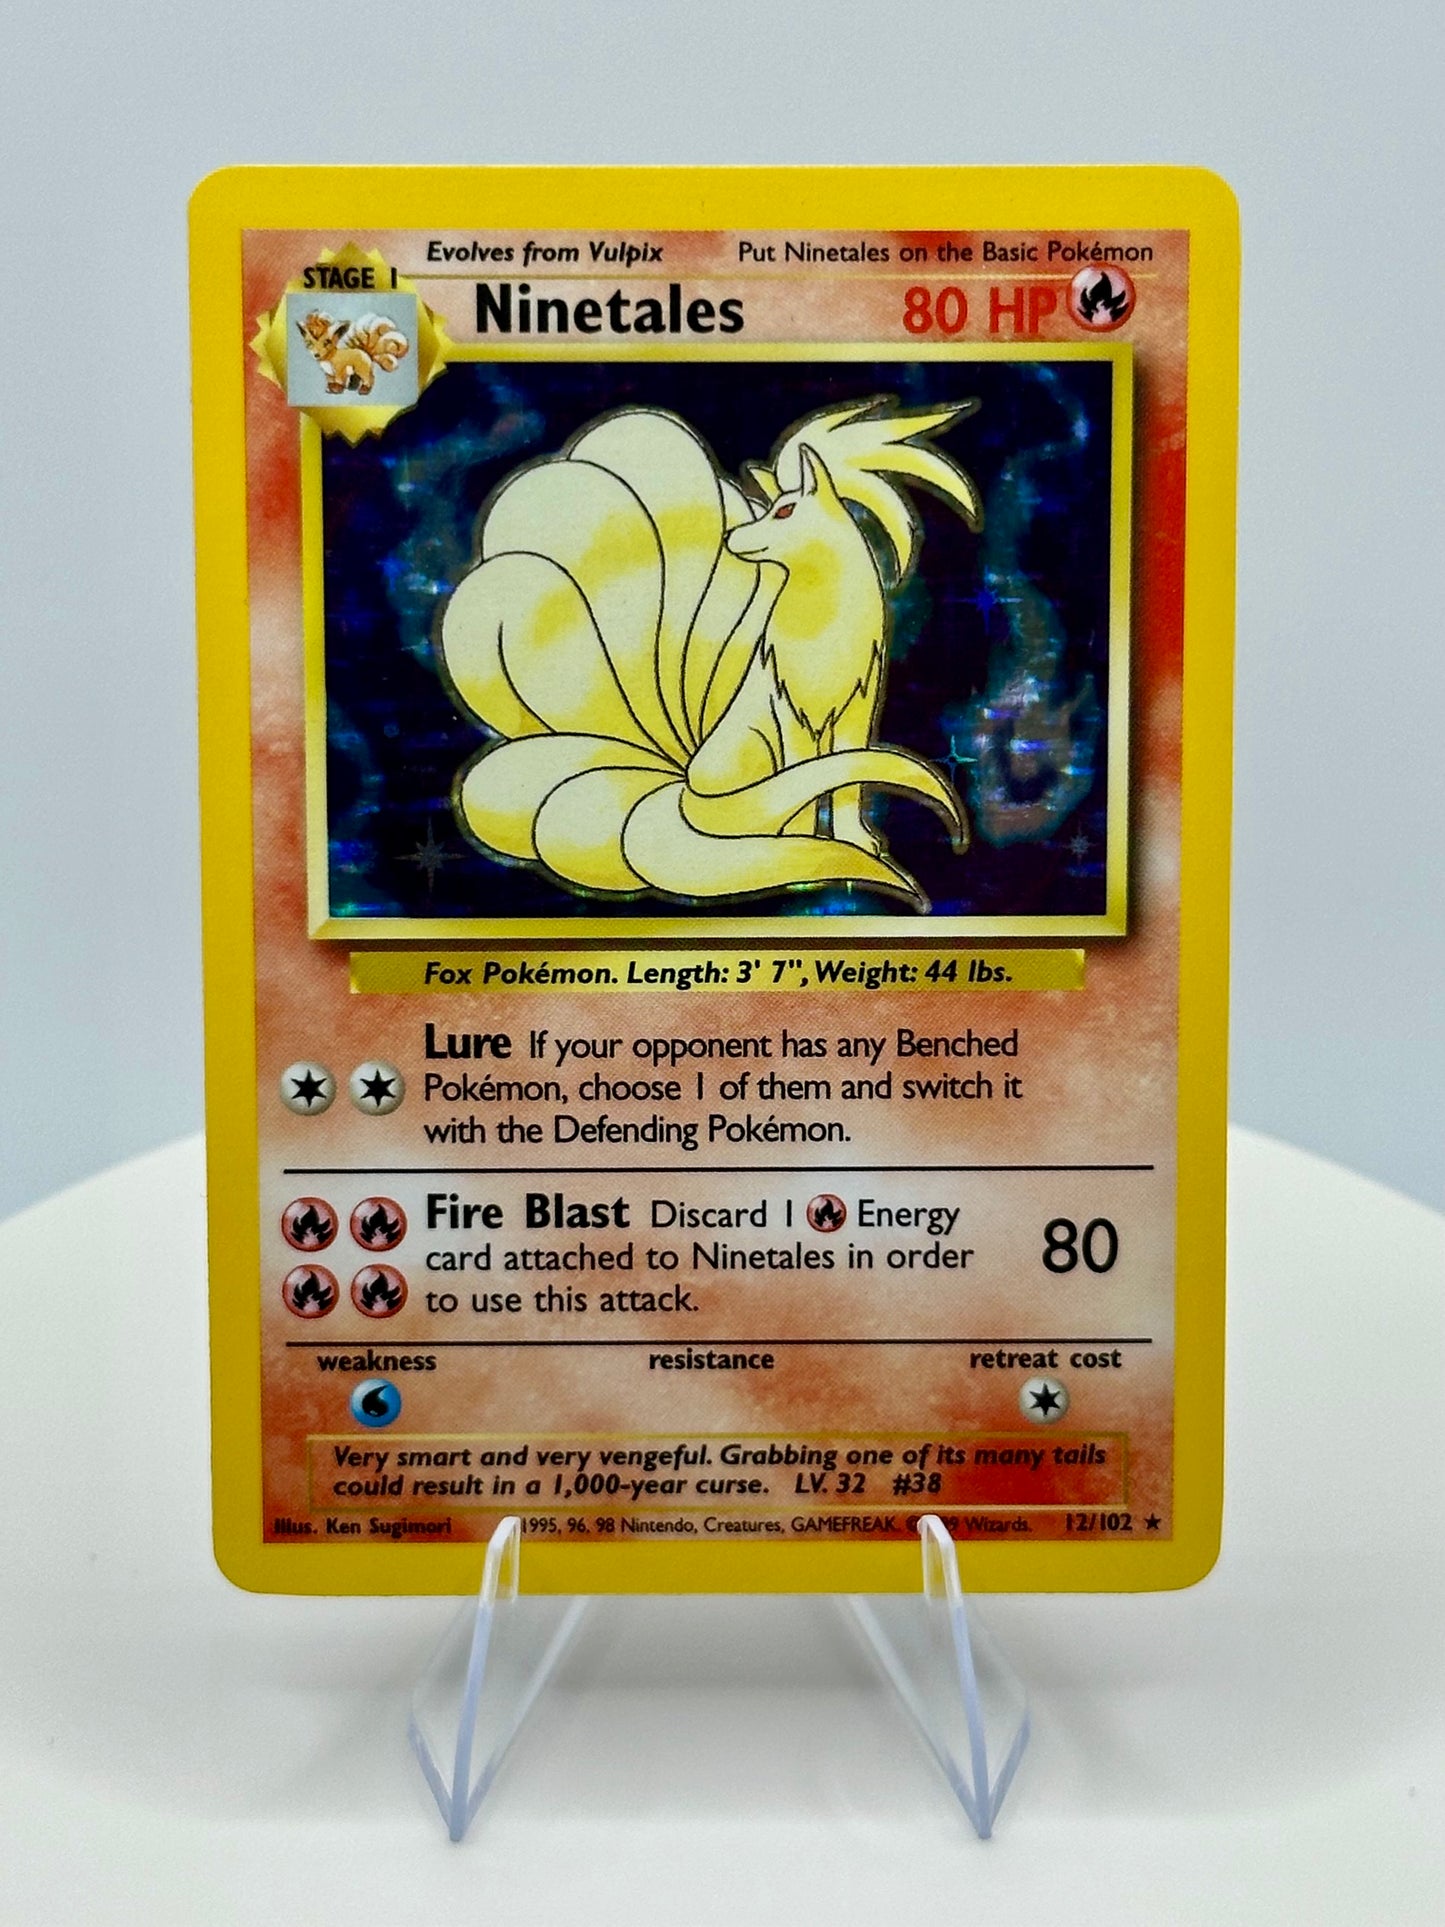 Evolves from Vulpix Put Ninetales on the Basic Pokémon
STAGE 1
Ninetales 80 HP
Fox Pokémon. Length: 3' 7", Weight: 44 lbs.
Lure If your opponent has any Benched
Pokémon, choose 1 of them and switch it
with the Defending Pokémon.
Fire Blast Discard 1 Energy
card attached to Ninetales in order
to use this attack.
80
weakness resistance retreat cost
Very smart and very vengeful. Grabbing one of its many tails
could result in a 1,000-year curse. LV. 32 #38
Illus. Ken Sugimori 1995, 96, 98 Nintendo, Creatures, GAMEFREAK. © Wizards. 12/102 ★